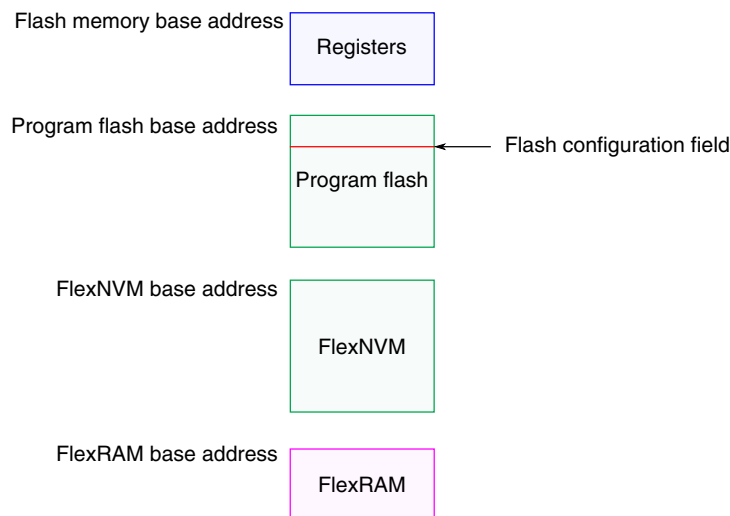 Flash memory base address
Registers
Program flash base address
Flash configuration field
Program flash
FlexNVM base address
FlexNVM
FlexRAM base address
FlexRAM